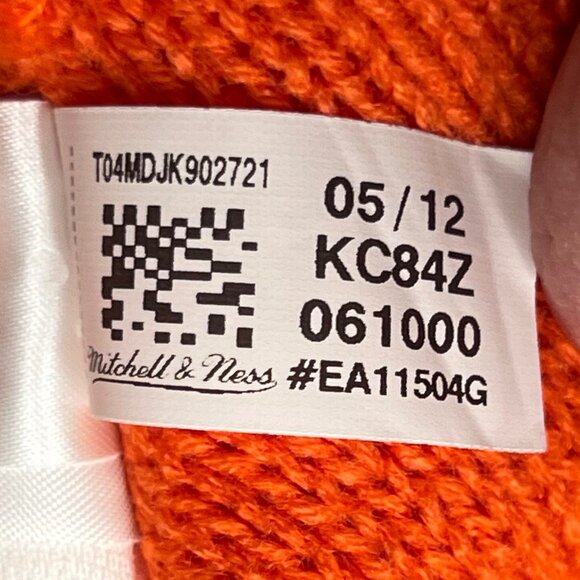 T04MDJK902721
05/12
KC84Z
061000
Mitchell & Ness
#EA11504G